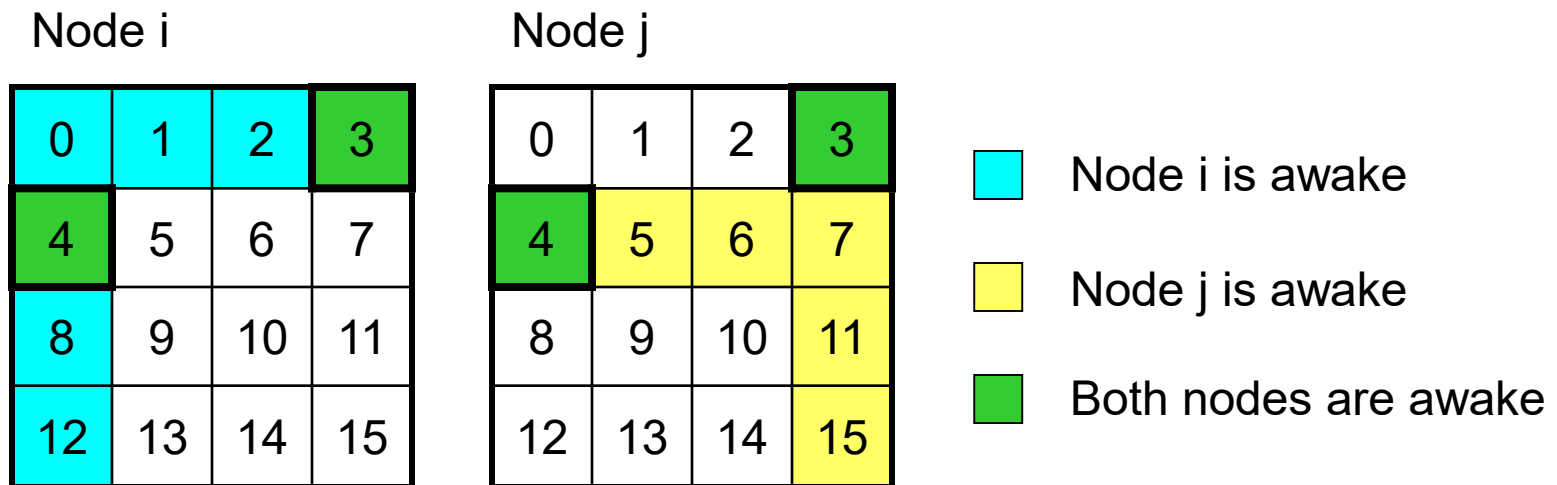 Node i
0 1 2 3
4 5 6 7
8 9 10 11
12 13 14 15
Node j
0 1 2 3
4 5 6 7
8 9 10 11
12 13 14 15
Node i is awake
Node j is awake
Both nodes are awake